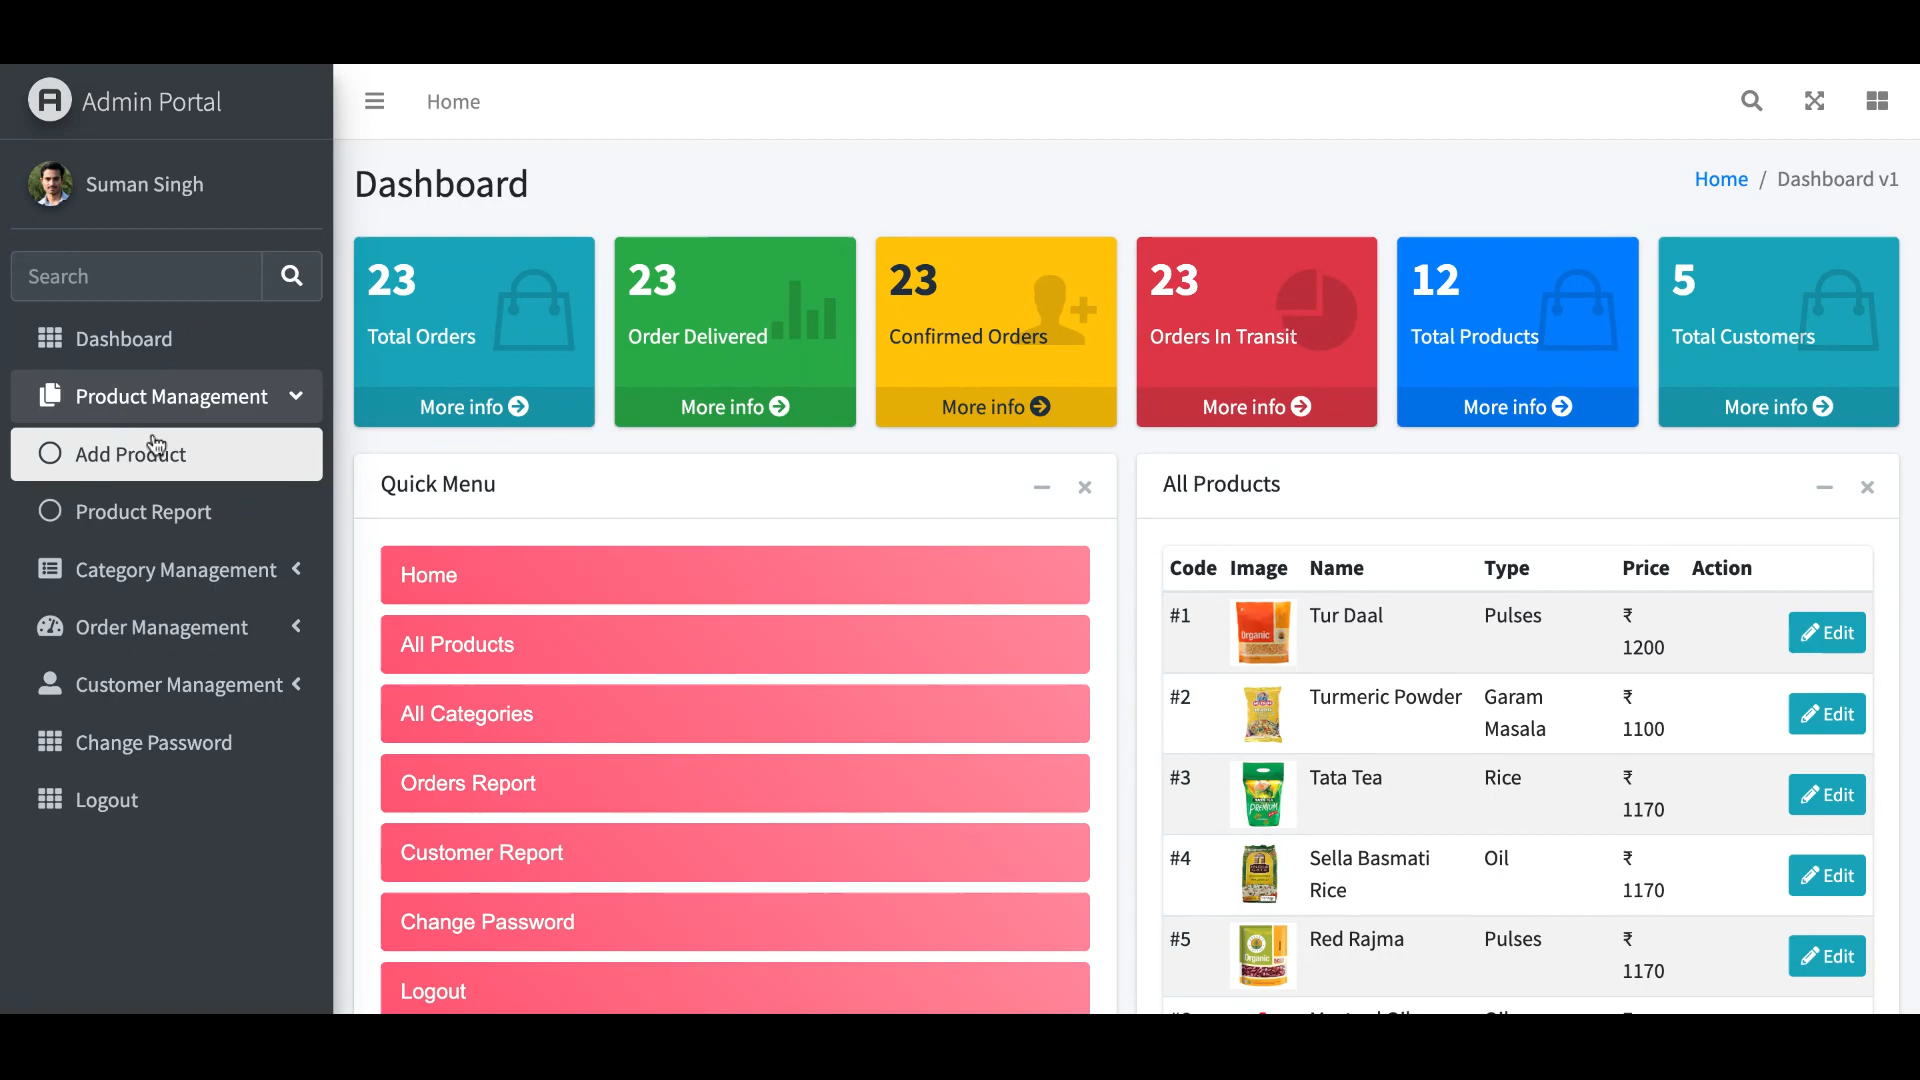 Admin Portal
Home
Suman Singh
Dashboard
Home / Dashboard v1
Search
Dashboard
Product Management
Add Product
Product Report
Category Management
Order Management
Customer Management
Change Password
Logout
23
Total Orders
More info
23
Order Delivered
More info
23
Confirmed Orders
More info
23
Orders In Transit
More info
12
Total Products
More info
5
Total Customers
More info
Quick Menu
Home
All Products
All Categories
Orders Report
Customer Report
Change Password
Logout
All Products
Code Image Name Type Price Action
#1 Tur Daal Pulses ₹
1200
Edit
#2 Turmeric Powder Garam ₹
Masala 1100
Edit
#3 Tata Tea Rice ₹
1170
Edit
#4 Sella Basmati Oil ₹
Rice 1170
Edit
#5 Red Rajma Pulses ₹
1170
Edit
Organic
PREMIUM
Organic